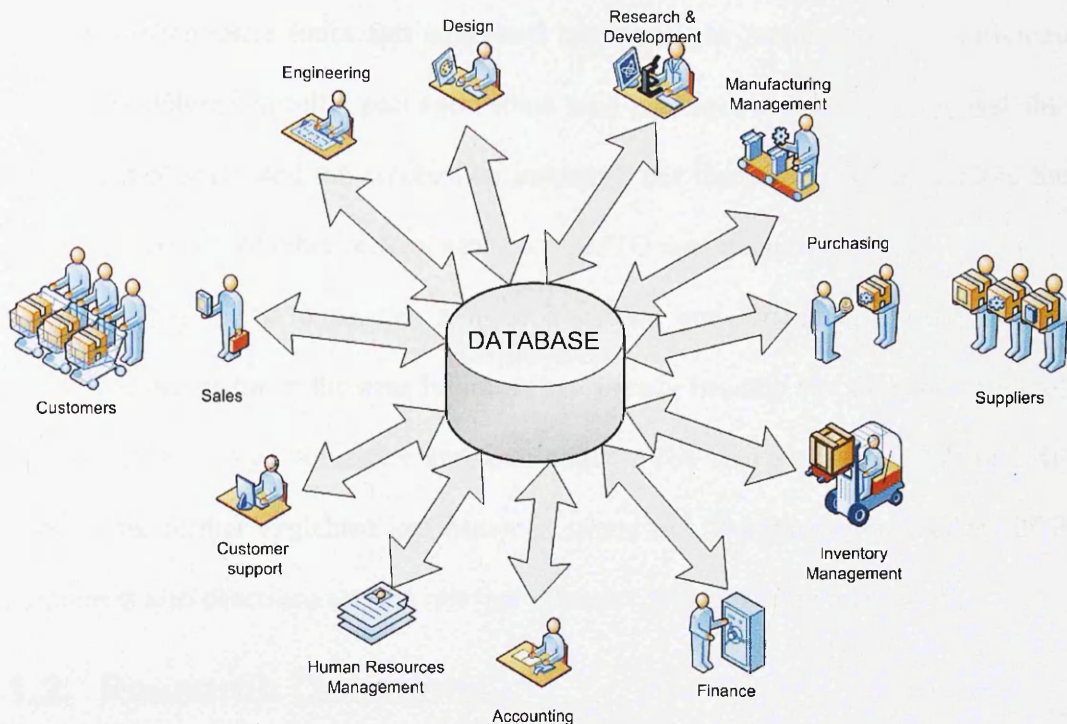 Design
Research &
Development
Engineering
Manufacturing
Management
Purchasing
DATABASE
Customers
Sales
Suppliers
Customer
support
Inventory
Management
Human Resources
Management
Finance
Accounting